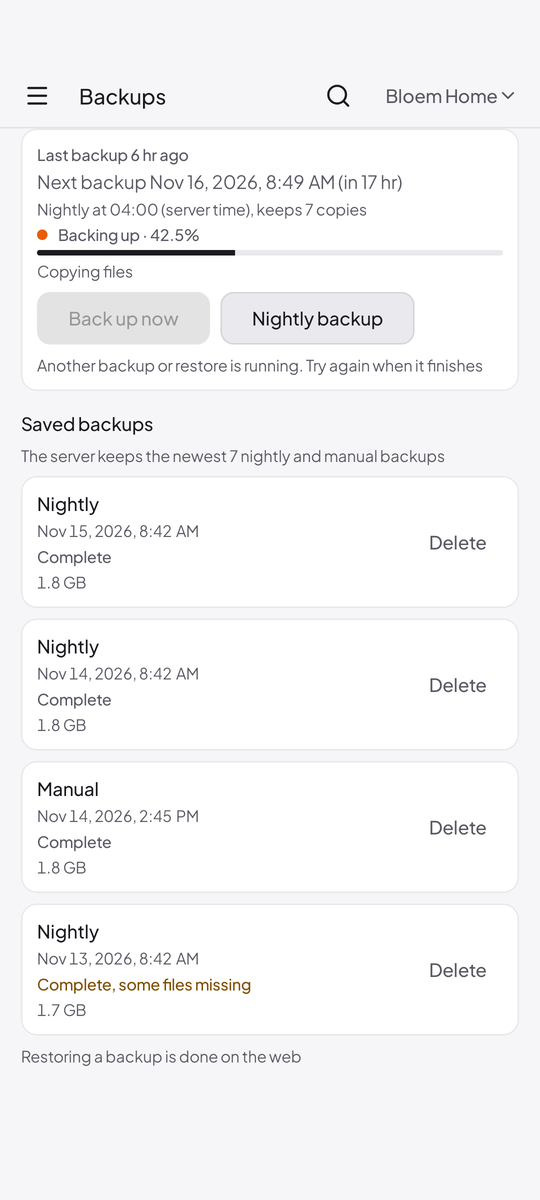 Backups
Bloem Home
Last backup 6 hr ago
Next backup Nov 16, 2026, 8:49 AM (in 17 hr)
Nightly at 04:00 (server time), keeps 7 copies
Backing up · 42.5%
Copying files
Back up now
Nightly backup
Another backup or restore is running. Try again when it finishes
Saved backups
The server keeps the newest 7 nightly and manual backups
Nightly
Nov 15, 2026, 8:42 AM
Complete
1.8 GB
Delete
Nightly
Nov 14, 2026, 8:42 AM
Complete
1.8 GB
Delete
Manual
Nov 14, 2026, 2:45 PM
Complete
1.8 GB
Delete
Nightly
Nov 13, 2026, 8:42 AM
Complete, some files missing
1.7 GB
Delete
Restoring a backup is done on the web